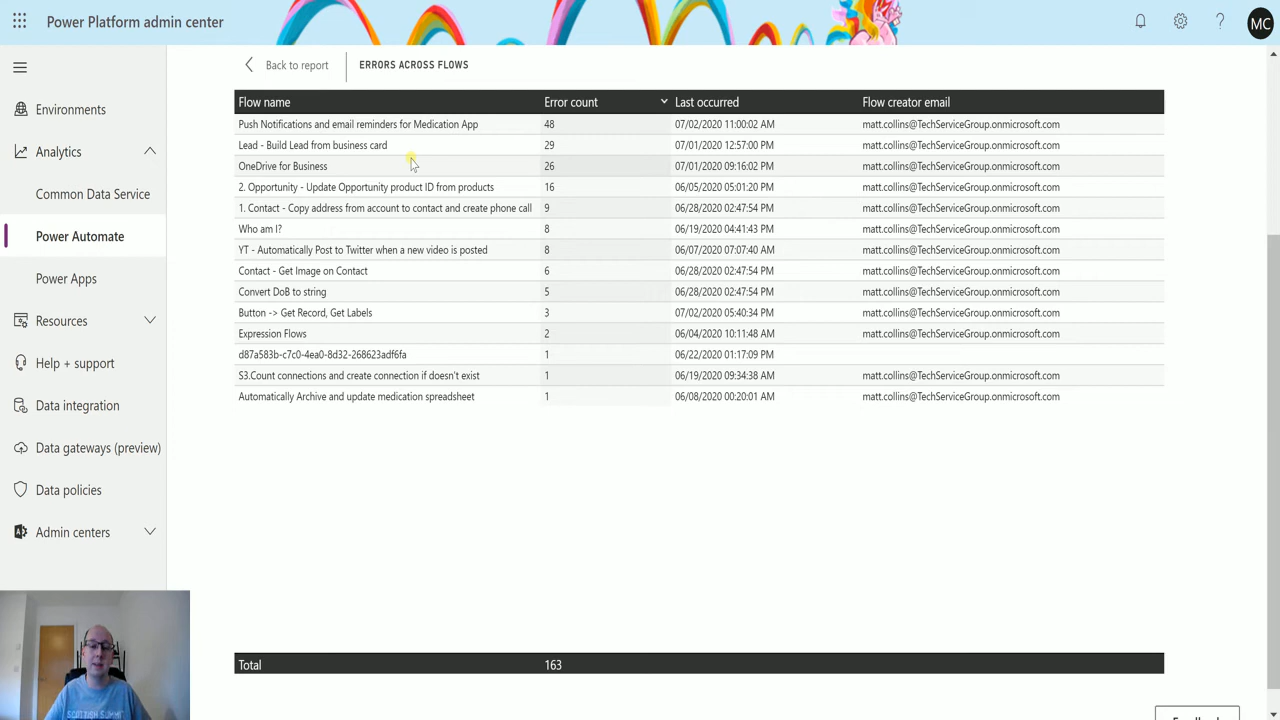 Power Platform admin center
MC
Back to report
ERRORS ACROSS FLOWS
Environments
Analytics
Common Data Service
Power Automate
Power Apps
Resources
Help + support
Data integration
Data gateways (preview)
Data policies
Admin centers
Flow name Error count Last occurred Flow creator email
Push Notifications and email reminders for Medication App 48 07/02/2020 11:00:02 AM matt.collins@TechServiceGroup.onmicrosoft.com
Lead - Build Lead from business card 29 07/01/2020 12:57:00 PM matt.collins@TechServiceGroup.onmicrosoft.com
OneDrive for Business 26 07/01/2020 09:16:02 PM matt.collins@TechServiceGroup.onmicrosoft.com
2. Opportunity - Update Opportunity product ID from products 16 06/05/2020 05:01:20 PM matt.collins@TechServiceGroup.onmicrosoft.com
1. Contact - Copy address from account to contact and create phone call 9 06/28/2020 02:47:54 PM matt.collins@TechServiceGroup.onmicrosoft.com
Who am I? 8 06/19/2020 04:41:43 PM matt.collins@TechServiceGroup.onmicrosoft.com
YT - Automatically Post to Twitter when a new video is posted 8 06/07/2020 07:07:40 AM matt.collins@TechServiceGroup.onmicrosoft.com
Contact - Get Image on Contact 6 06/28/2020 02:47:54 PM matt.collins@TechServiceGroup.onmicrosoft.com
Convert DoB to string 5 06/28/2020 02:47:54 PM matt.collins@TechServiceGroup.onmicrosoft.com
Button -> Get Record, Get Labels 3 07/02/2020 05:40:34 PM matt.collins@TechServiceGroup.onmicrosoft.com
Expression Flows 2 06/04/2020 10:11:48 AM matt.collins@TechServiceGroup.onmicrosoft.com
d87a583b-c7c0-4ea0-8d32-268623adf6fa 1 06/22/2020 01:17:09 PM
S3.Count connections and create connection if doesn't exist 1 06/19/2020 09:34:38 AM matt.collins@TechServiceGroup.onmicrosoft.com
Automatically Archive and update medication spreadsheet 1 06/08/2020 00:20:01 AM matt.collins@TechServiceGroup.onmicrosoft.com
Total 163
SCOTTISH SUMMIT